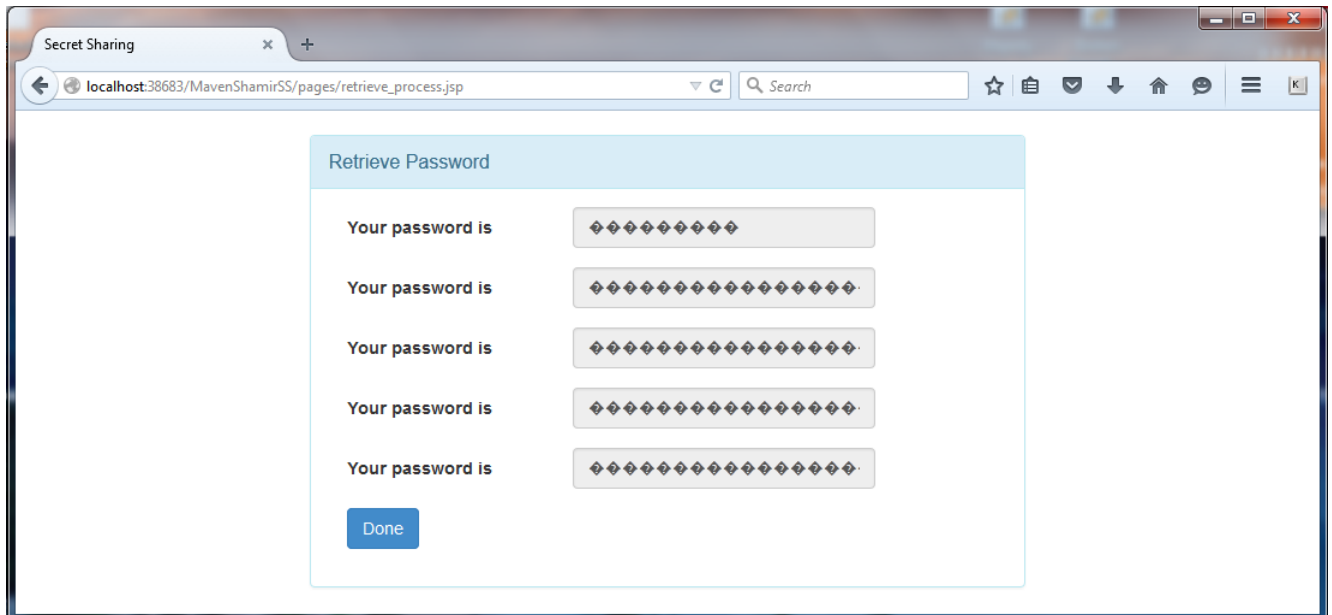 Secret Sharing
localhost:38683/MavenShamirSS/pages/retrieve_process.jsp
Search
K
Retrieve Password
Your password is ����������
Your password is ������������������
Your password is ������������������
Your password is ������������������
Your password is ������������������
Done